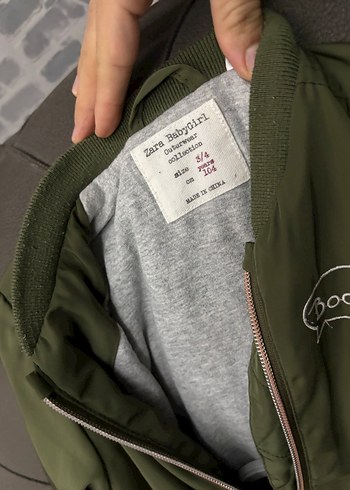 Zara BabyGirl
Outerwear
collection
size 3/4
years
cm 104
MADE IN CHINA